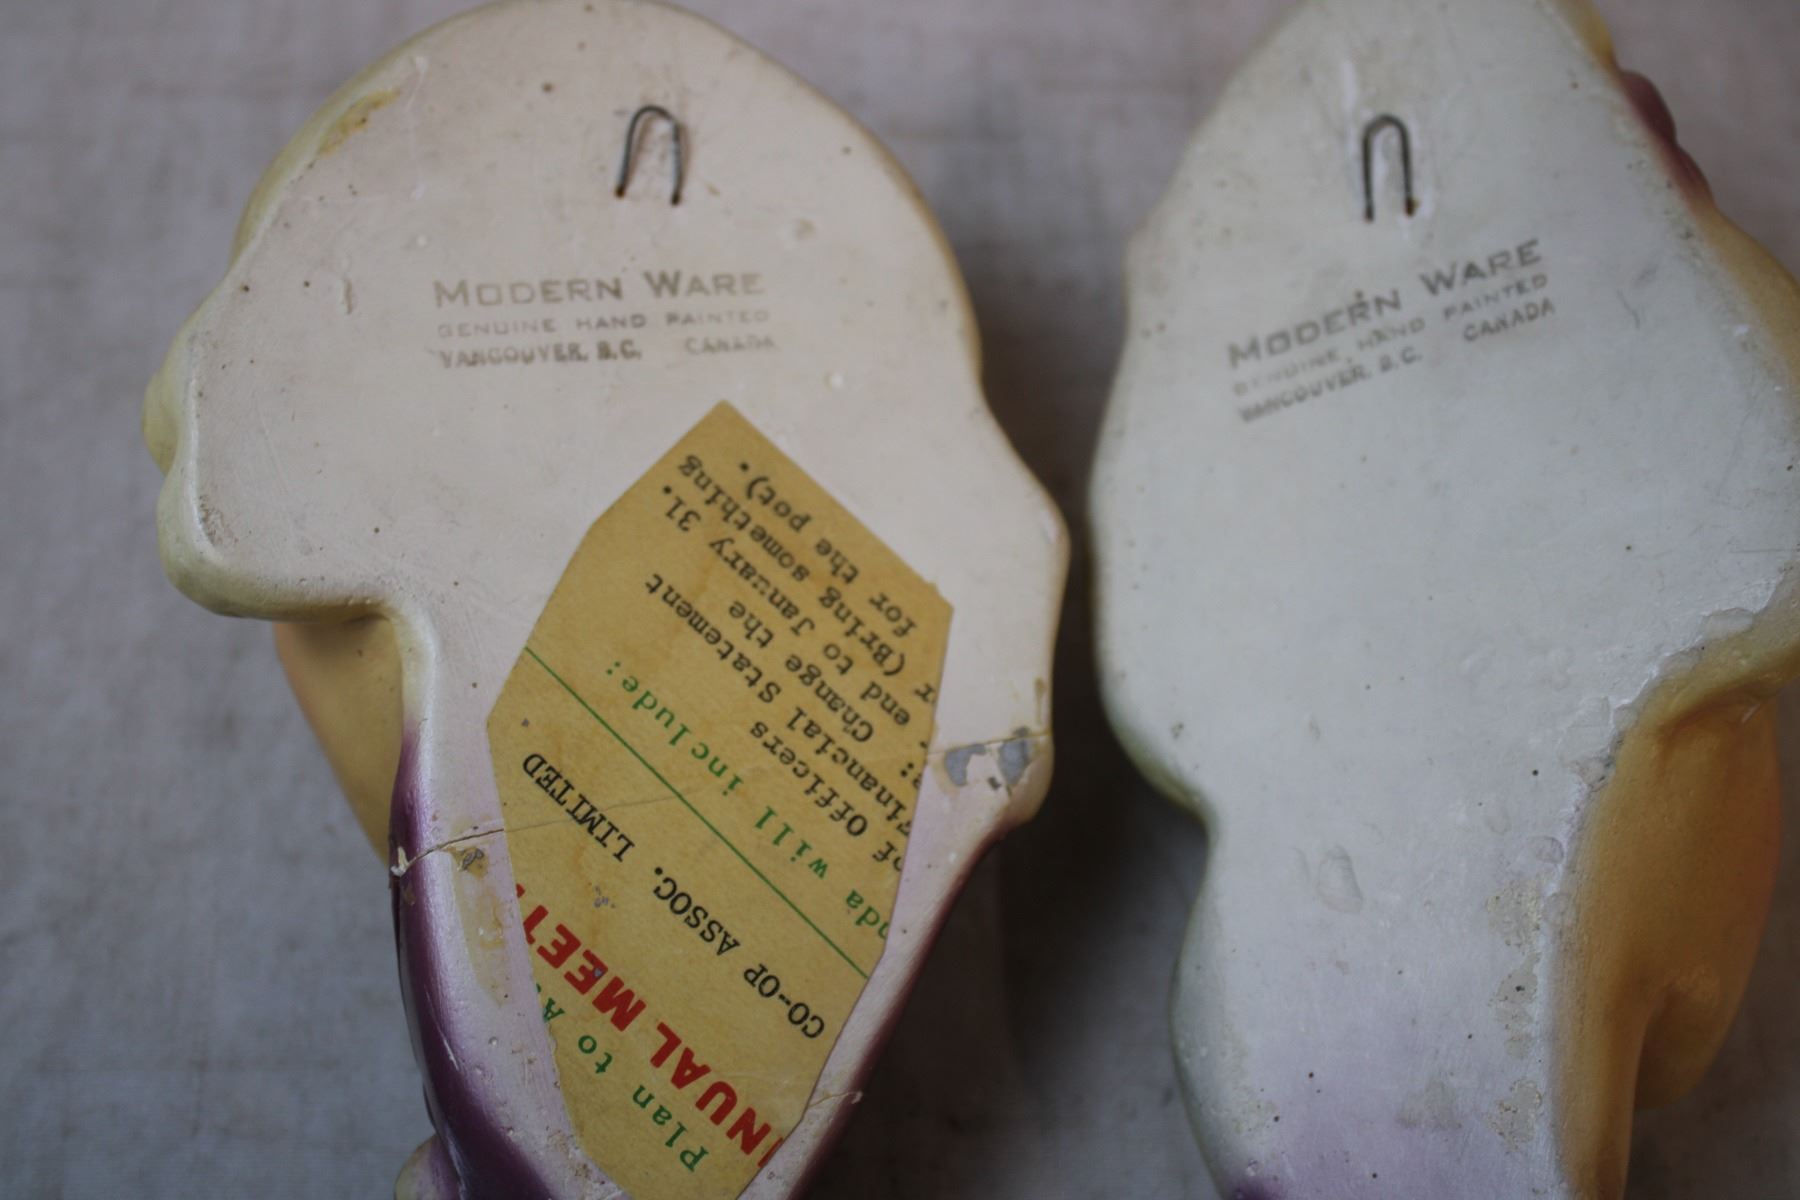 MODERN WARE
GENUINE HAND PAINTED
VANCOUVER, B.C. CANADA
MODERN WARE
GENUINE HAND PAINTED
VANCOUVER B.C. CANADA
Plan to A
NUAL MEET
CO-OP ASSOC. LIMITED
nda will include:
of Officers
Financial Statement
: Change the
end to January 31.
r (Bring something
for the pot).